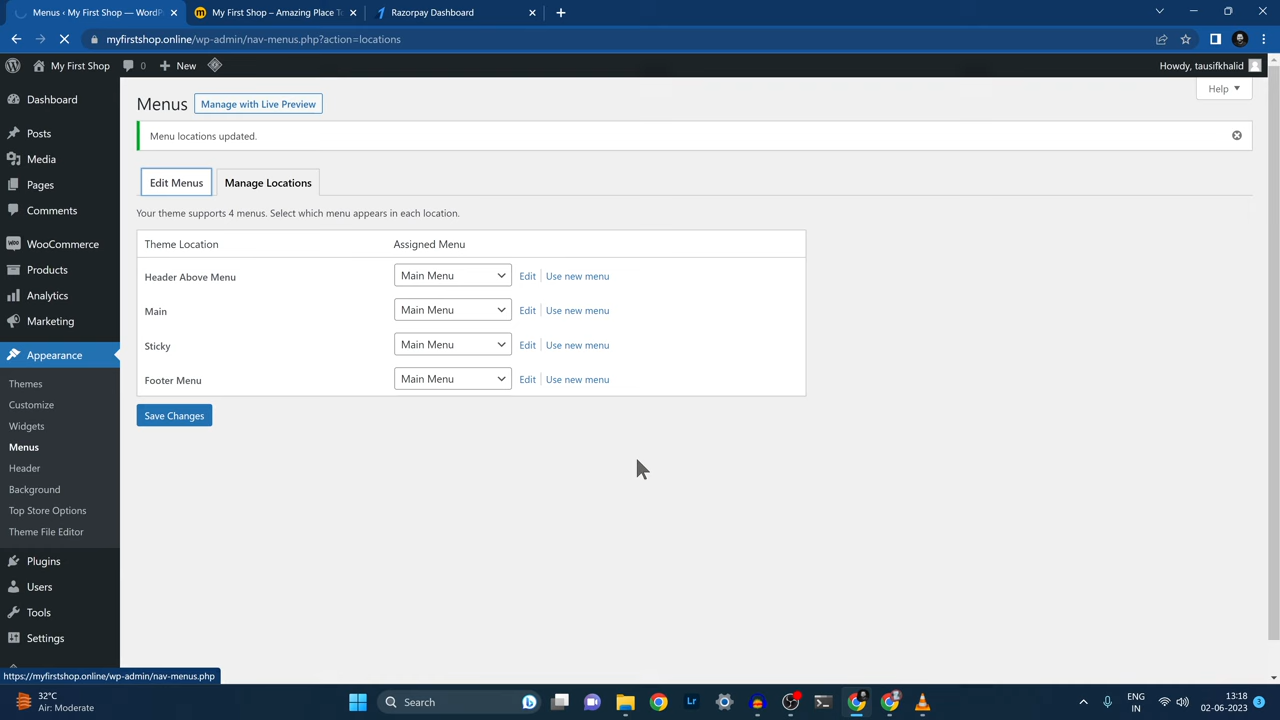 Menus ‹ My First Shop — WordP
My First Shop – Amazing Place To
Razorpay Dashboard
myfirstshop.online/wp-admin/nav-menus.php?action=locations
My First Shop
0
New
Howdy, tausifkhalid
Dashboard
Posts
Media
Pages
Comments
WooCommerce
Products
Analytics
Marketing
Appearance
Themes
Customize
Widgets
Menus
Header
Background
Top Store Options
Theme File Editor
Plugins
Users
Tools
Settings
Help
Menus
Manage with Live Preview
Menu locations updated.
Edit Menus
Manage Locations
Your theme supports 4 menus. Select which menu appears in each location.
Theme Location Assigned Menu
Header Above Menu Main Menu Edit Use new menu
Main Main Menu Edit Use new menu
Sticky Main Menu Edit Use new menu
Footer Menu Main Menu Edit Use new menu
Save Changes
https://myfirstshop.online/wp-admin/nav-menus.php
32°C
Air: Moderate
Search
Lr
ENG
IN
13:18
02-06-2023
3